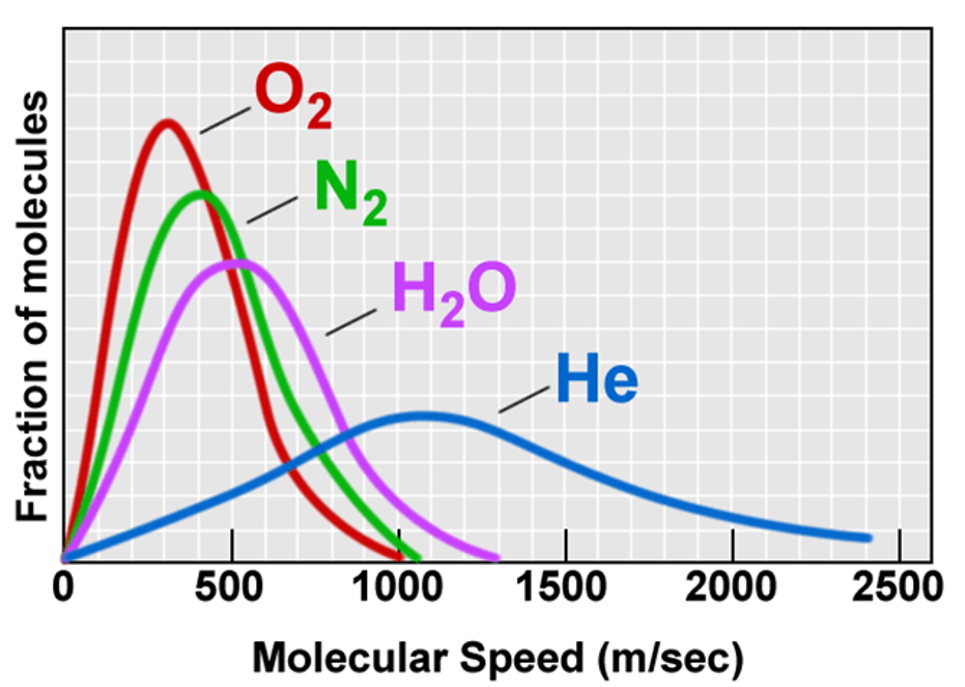 O₂
N₂
H₂O
He
Fraction of molecules
0 500 1000 1500 2000 2500
Molecular Speed (m/sec)